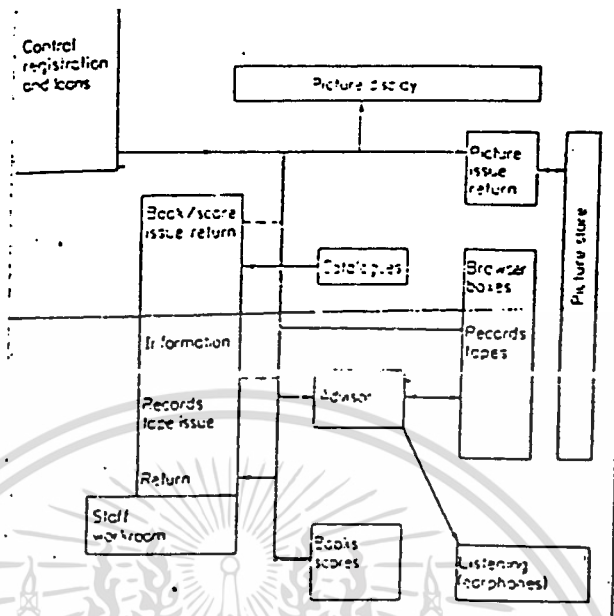 Control
registration
and loans
Picture display
Picture
issue
return
Picture store
Book/score
issue return
Catalogues
Browser
boxes
Information
Records
tapes
Advisor
Records
tape issue
Return
Staff
workroom
Books
scores
Listening
(earphones)